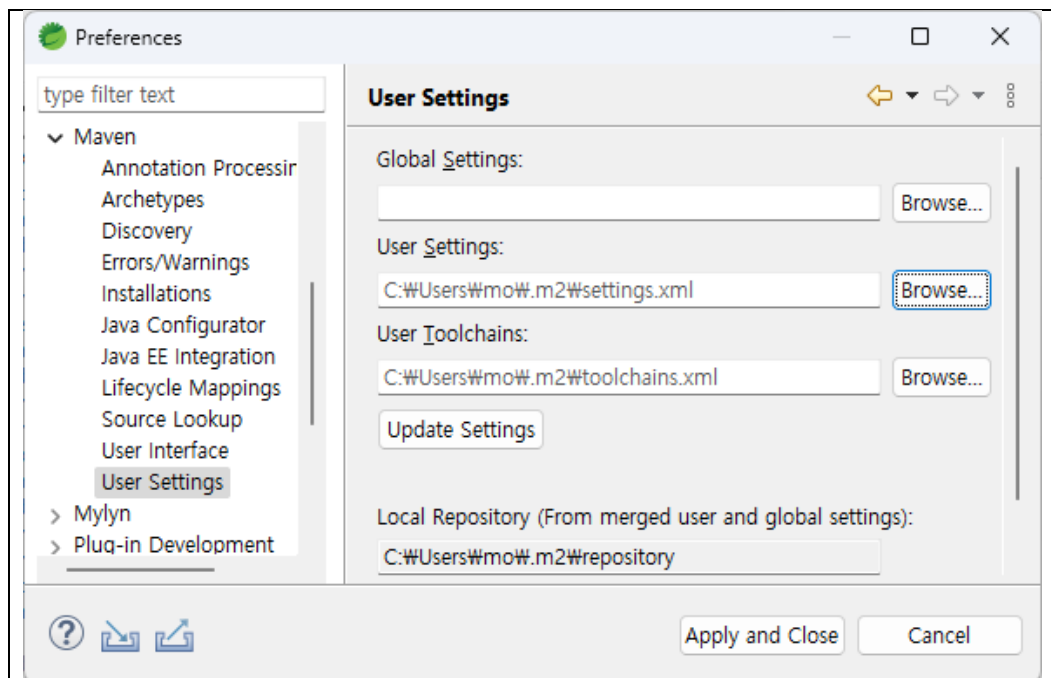 Preferences
type filter text
Maven
Annotation Processir
Archetypes
Discovery
Errors/Warnings
Installations
Java Configurator
Java EE Integration
Lifecycle Mappings
Source Lookup
User Interface
User Settings
Mylyn
Plug-in Development
User Settings
Global Settings:
Browse...
User Settings:
C:₩Users₩mo₩.m2₩settings.xml
Browse...
User Toolchains:
C:₩Users₩mo₩.m2₩toolchains.xml
Browse...
Update Settings
Local Repository (From merged user and global settings):
C:₩Users₩mo₩.m2₩repository
Apply and Close
Cancel